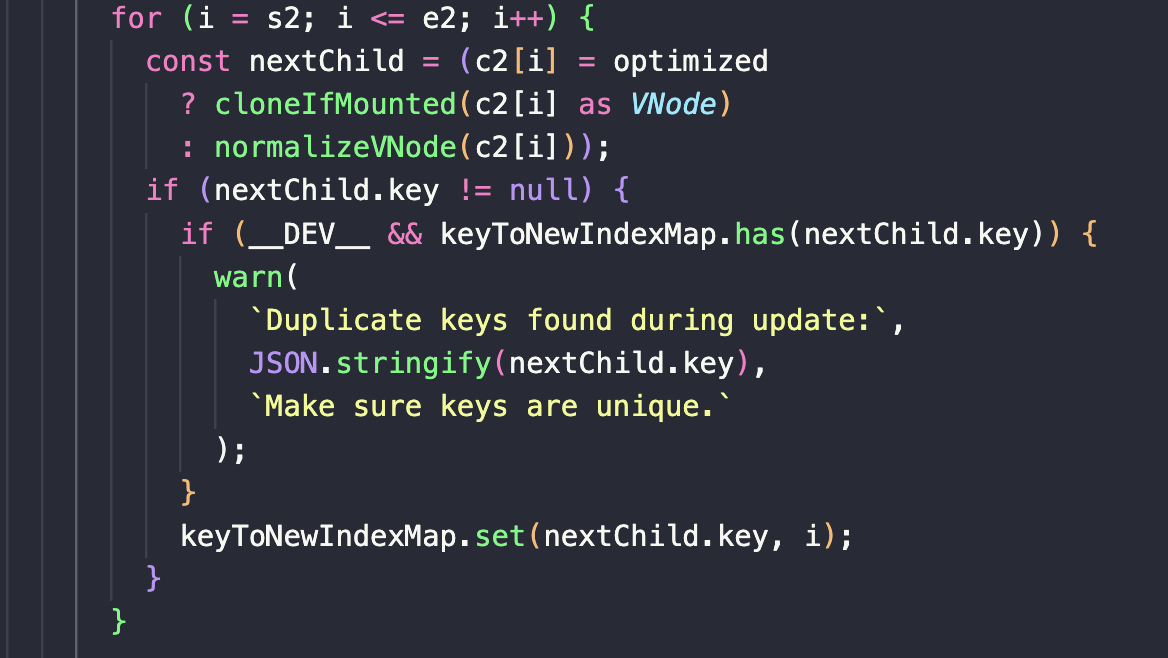 for (i = s2; i <= e2; i++) {
const nextChild = (c2[i] = optimized
? cloneIfMounted(c2[i] as VNode)
: normalizeVNode(c2[i]));
if (nextChild.key != null) {
if (__DEV__ && keyToNewIndexMap.has(nextChild.key)) {
warn(
`Duplicate keys found during update:`,
JSON.stringify(nextChild.key),
`Make sure keys are unique.`
);
}
keyToNewIndexMap.set(nextChild.key, i);
}
}